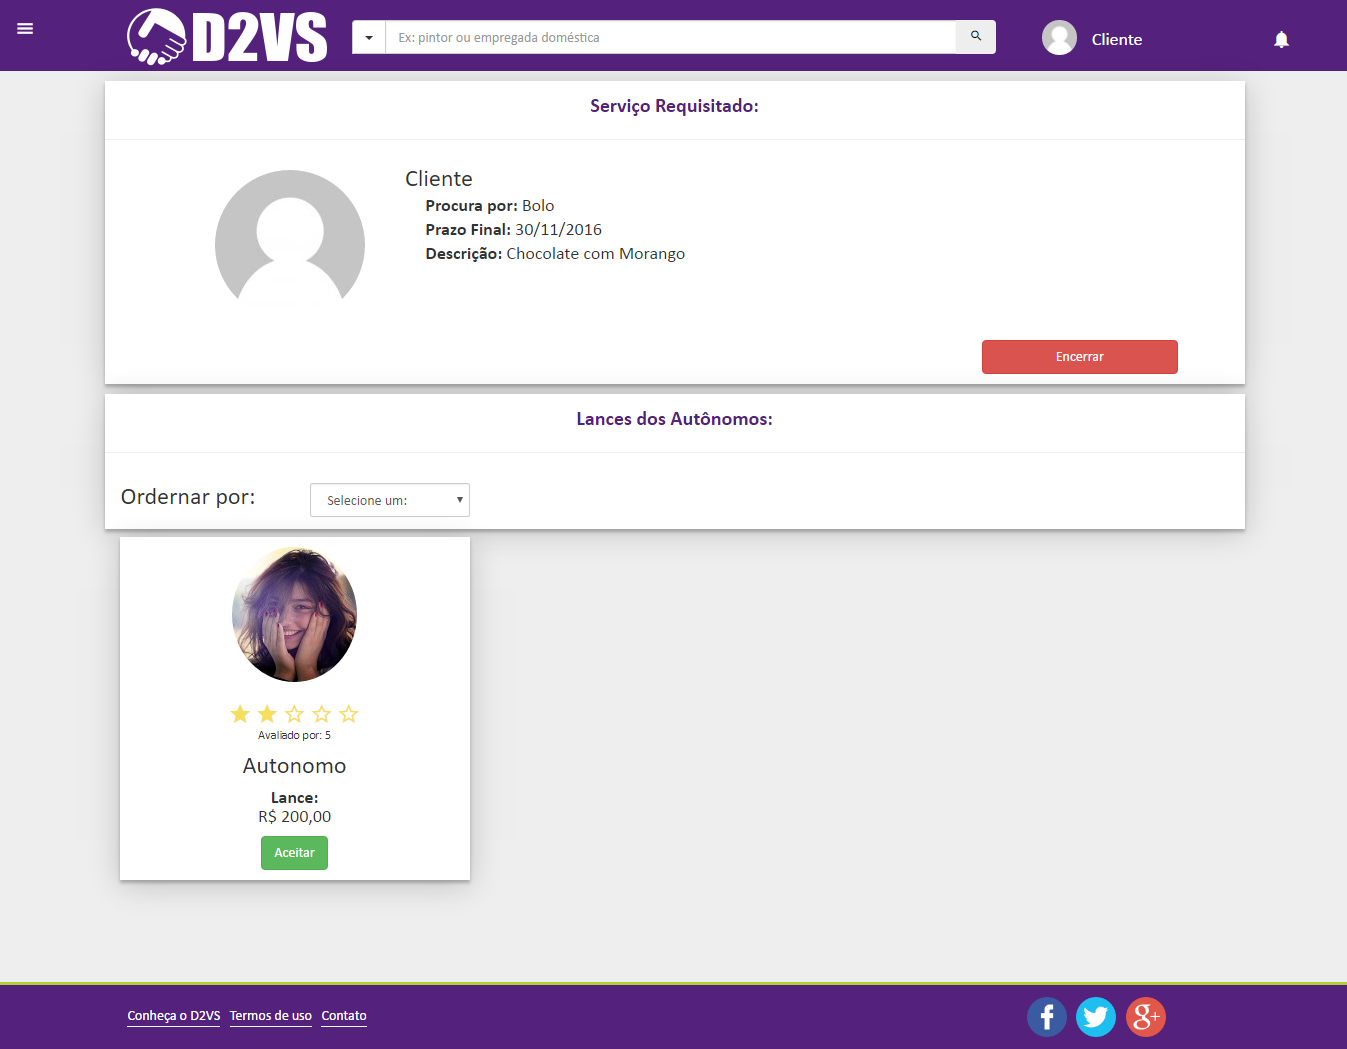 D2VS
Ex: pintor ou empregada doméstica
Cliente
Serviço Requisitado:
Cliente
Procura por: Bolo
Prazo Final: 30/11/2016
Descrição: Chocolate com Morango
Encerrar
Lances dos Autônomos:
Ordernar por:
Selecione um:
Avaliado por: 5
Autonomo
Lance:
R$ 200,00
Aceitar
Conheça o D2VS Termos de uso Contato
f g+